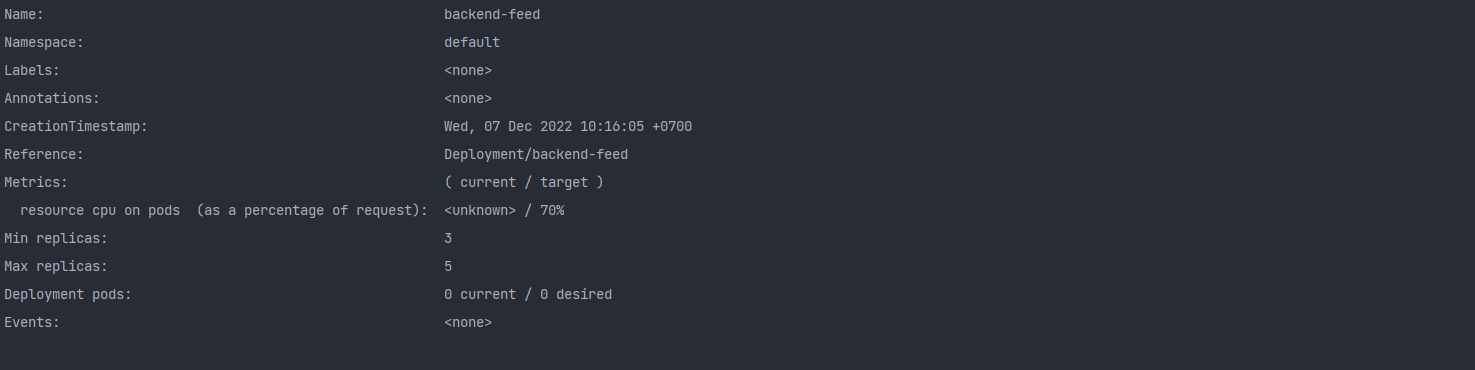 Name: backend-feed
Namespace: default
Labels: <none>
Annotations: <none>
CreationTimestamp: Wed, 07 Dec 2022 10:16:05 +0700
Reference: Deployment/backend-feed
Metrics: ( current / target )
resource cpu on pods  (as a percentage of request): <unknown> / 70%
Min replicas: 3
Max replicas: 5
Deployment pods: 0 current / 0 desired
Events: <none>